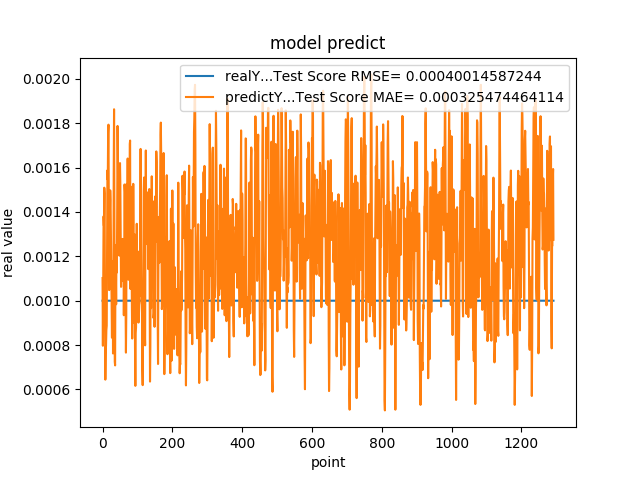 model predict
realY...Test Score RMSE= 0.00040014587244
predictY...Test Score MAE= 0.000325474464114
0.0020
0.0018
0.0016
0.0014
0.0012
0.0010
0.0008
0.0006
real value
0 200 400 600 800 1000 1200
point